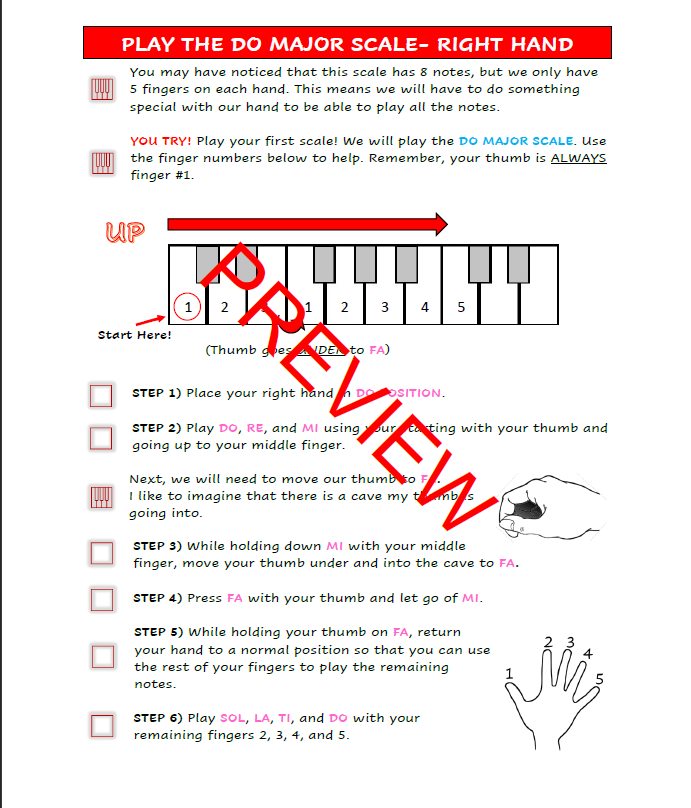 PLAY THE DO MAJOR SCALE- RIGHT HAND
You may have noticed that this scale has 8 notes, but we only have
5 fingers on each hand. This means we will have to do something
special with our hand to be able to play all the notes.
YOU TRY! Play your first scale! We will play the DO MAJOR SCALE. Use
the finger numbers below to help. Remember, your thumb is ALWAYS
finger #1.
UP
1 2 1 2 3 4 5
Start Here!
(Thumb goes UNDER to FA)
PREVIEW
STEP 1) Place your right hand in DO POSITION.
STEP 2) Play DO, RE, and MI using your starting with your thumb and
going up to your middle finger.
Next, we will need to move our thumb to FA.
I like to imagine that there is a cave my thumb is
going into.
STEP 3) While holding down MI with your middle
finger, move your thumb under and into the cave to FA.
STEP 4) Press FA with your thumb and let go of MI.
STEP 5) While holding your thumb on FA, return
your hand to a normal position so that you can use
the rest of your fingers to play the remaining
notes.
1 2 3 4 5
STEP 6) Play SOL, LA, TI, and DO with your
remaining fingers 2, 3, 4, and 5.